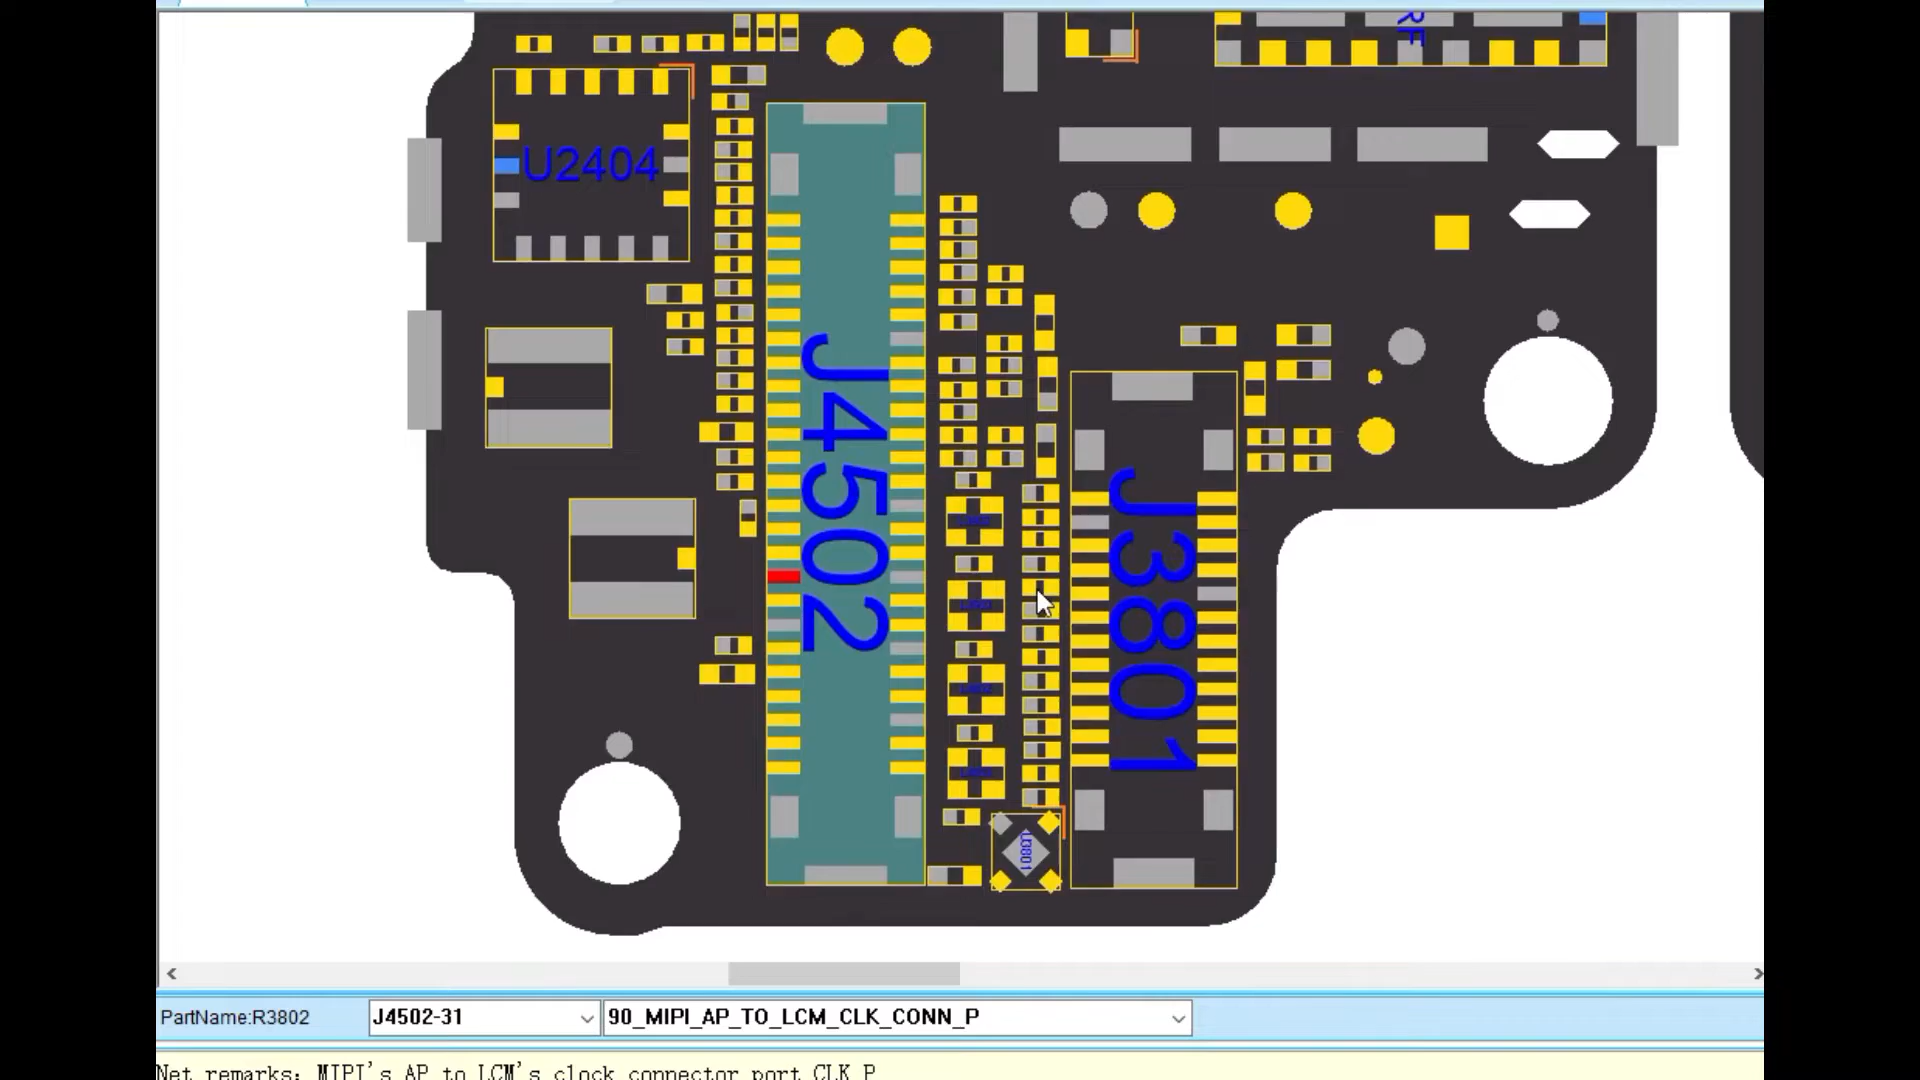 RF
U2404
J4502
J3801
U3801
PartName:R3802
J4502-31
90_MIPI_AP_TO_LCM_CLK_CONN_P
Net remarks: MIPI's AP to LCM's clock connector port CLK P